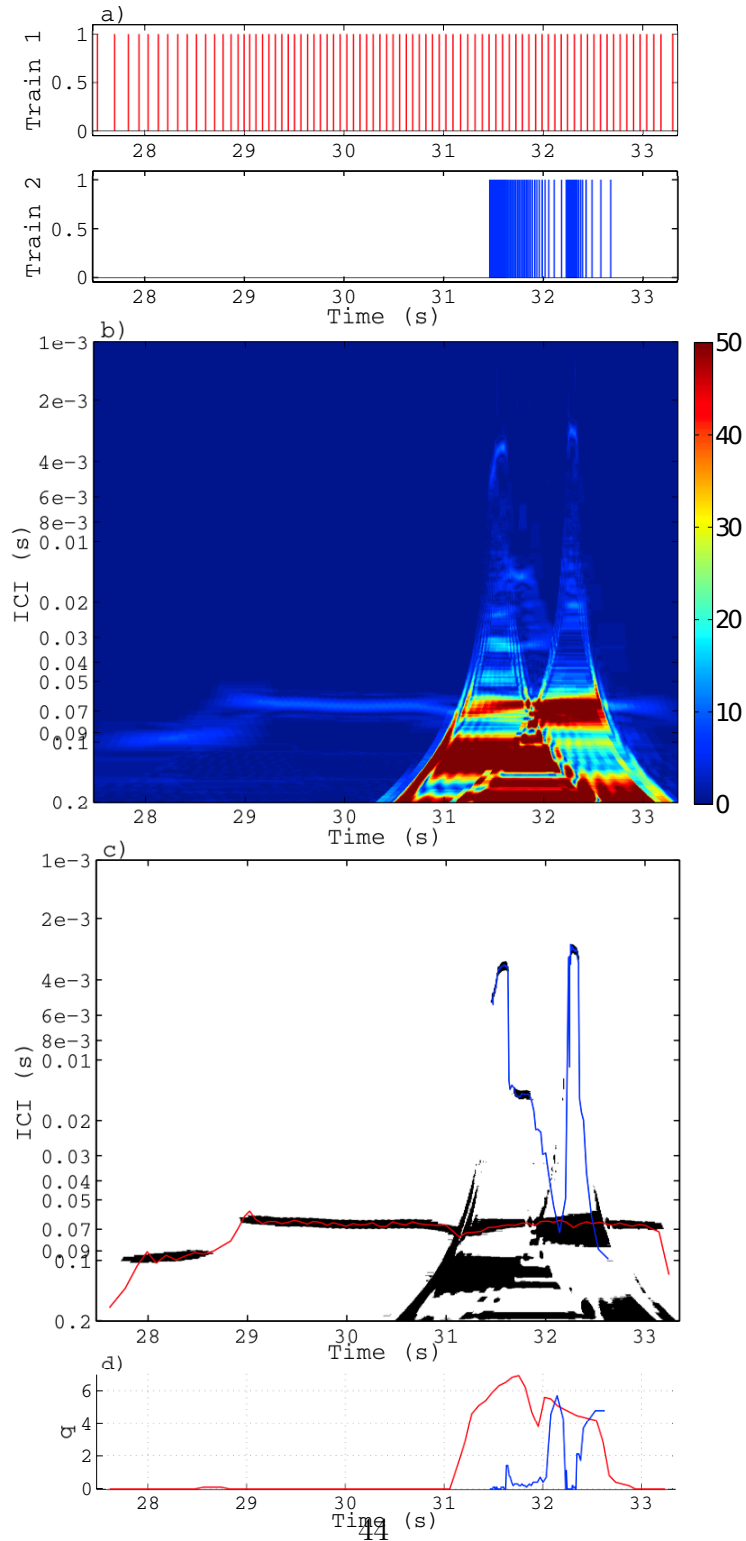 a)
Train 1
1
0.5
0
28 29 30 31 32 33
Train 2
1
0.5
0
28 29 30 31 32 33
Time (s)
b)
ICI (s)
1e-3
2e-3
4e-3
6e-3
8e-3
0.01
0.02
0.03
0.04
0.05
0.07
0.09
0.1
0.2
28 29 30 31 32 33
Time (s)
50
40
30
20
10
0
c)
ICI (s)
1e-3
2e-3
4e-3
6e-3
8e-3
0.01
0.02
0.03
0.04
0.05
0.07
0.09
0.1
0.2
28 29 30 31 32 33
Time (s)
d)
q
6
4
2
0
28 29 30 31 32 33
Time (s)
44